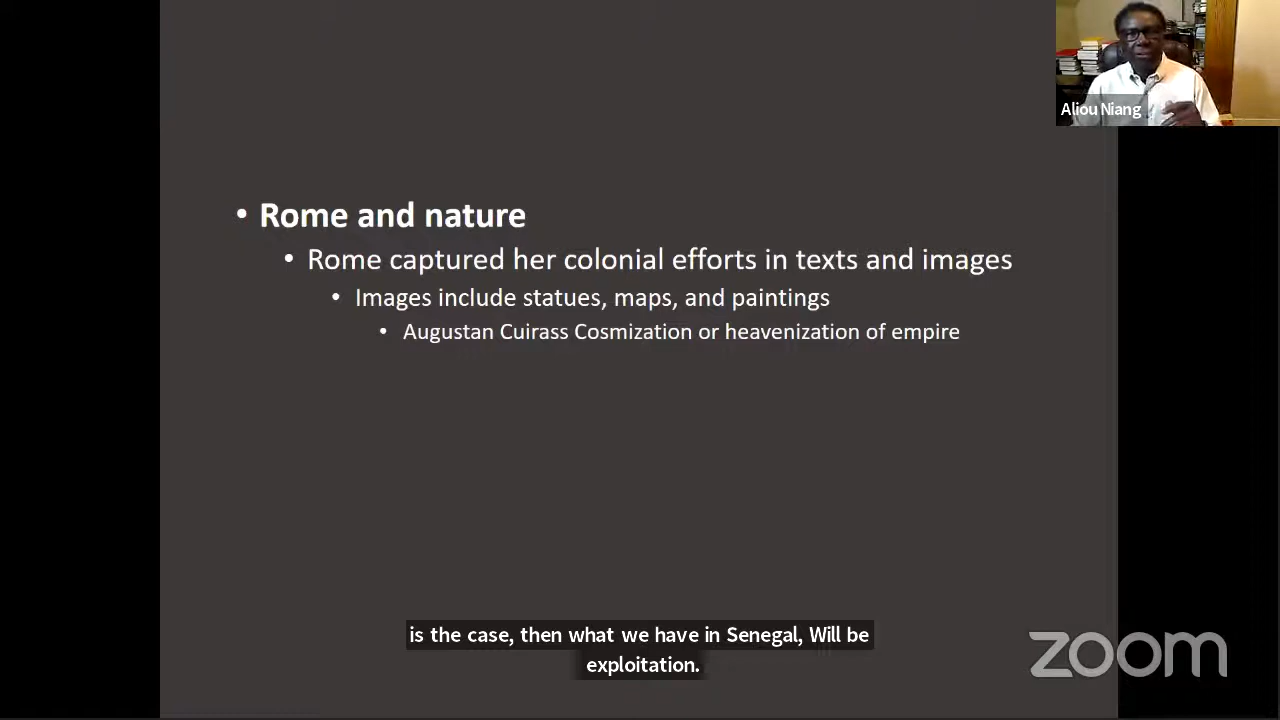 Aliou Niang
• Rome and nature
• Rome captured her colonial efforts in texts and images
• Images include statues, maps, and paintings
• Augustan Cuirass Cosmization or heavenization of empire
is the case, then what we have in Senegal, Will be
exploitation.
zoom